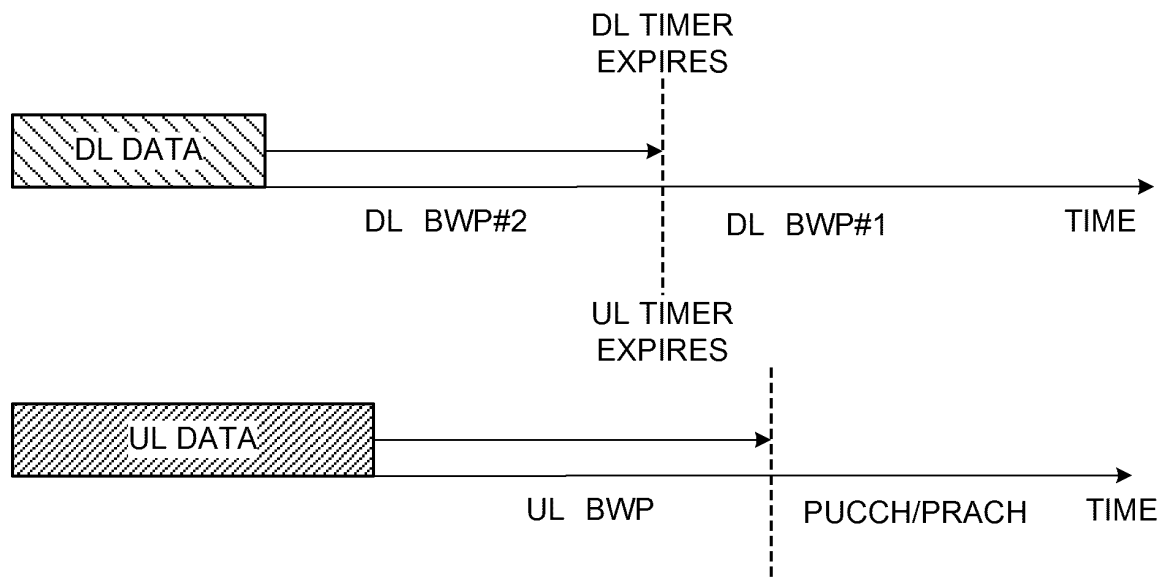 DL TIMER
EXPIRES
DL DATA
DL BWP#2
DL BWP#1
TIME
UL TIMER
EXPIRES
UL DATA
UL BWP
PUCCH/PRACH
TIME